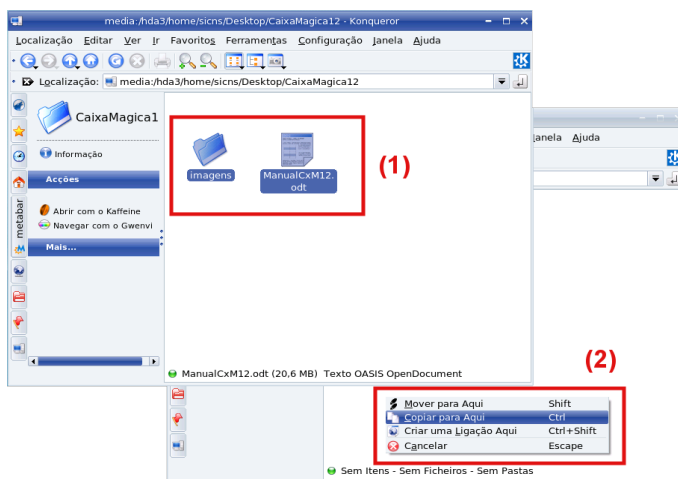 media:/hda3/home/sicns/Desktop/CaixaMagica12 - Konqueror
Localização Editar Ver Ir Favoritos Ferramentas Configuração Janela Ajuda
Localização: media:/hda3/home/sicns/Desktop/CaixaMagica12
CaixaMagica1
Informação
Acções
Abrir com o Kaffeine
Navegar com o Gwenvi
Mais...
metabar
imagens
ManualCxM12.
odt
(1)
ManualCxM12.odt (20,6 MB) Texto OASIS OpenDocument
Janela Ajuda
(2)
Mover para Aqui Shift
Copiar para Aqui Ctrl
Criar uma Ligação Aqui Ctrl+Shift
Cancelar Escape
Sem Itens - Sem Ficheiros - Sem Pastas